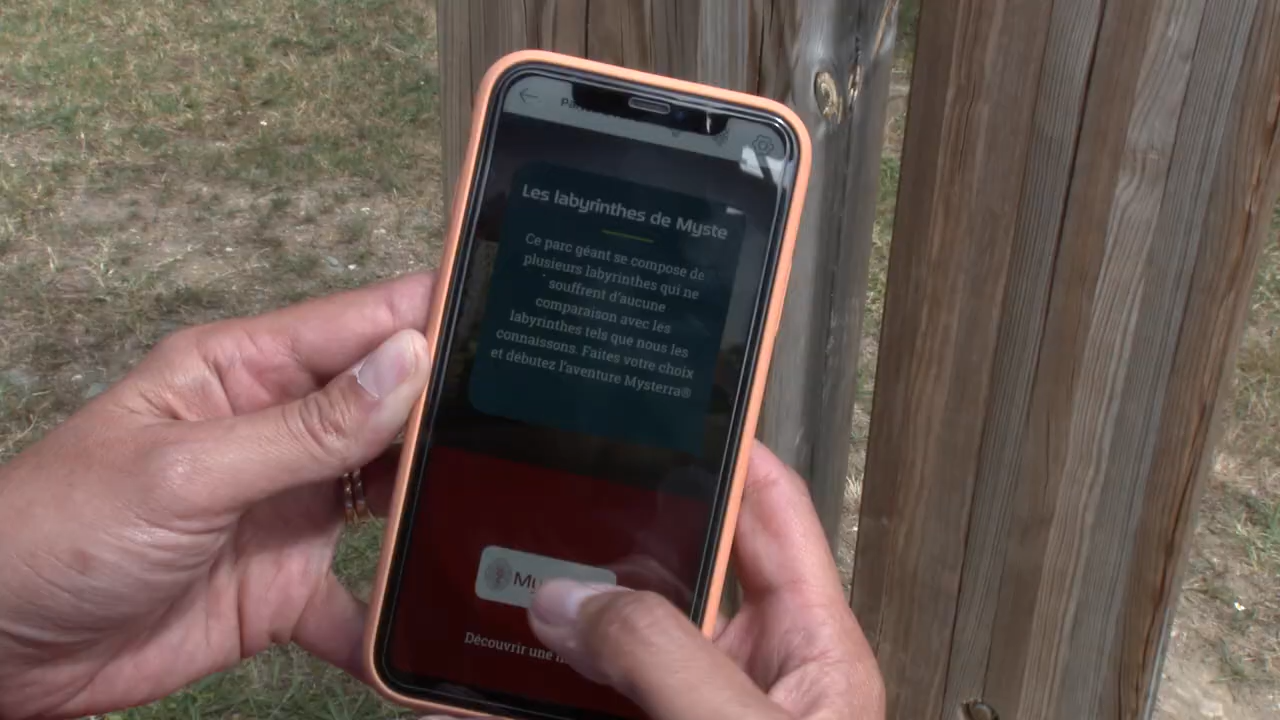 Les labyrinthes de Myste
Ce parc géant se compose de
plusieurs labyrinthes qui ne
souffrent d'aucune
comparaison avec les
labyrinthes tels que nous les
connaissons. Faites votre choix
et débutez l'aventure Mysterra®
Découvrir une